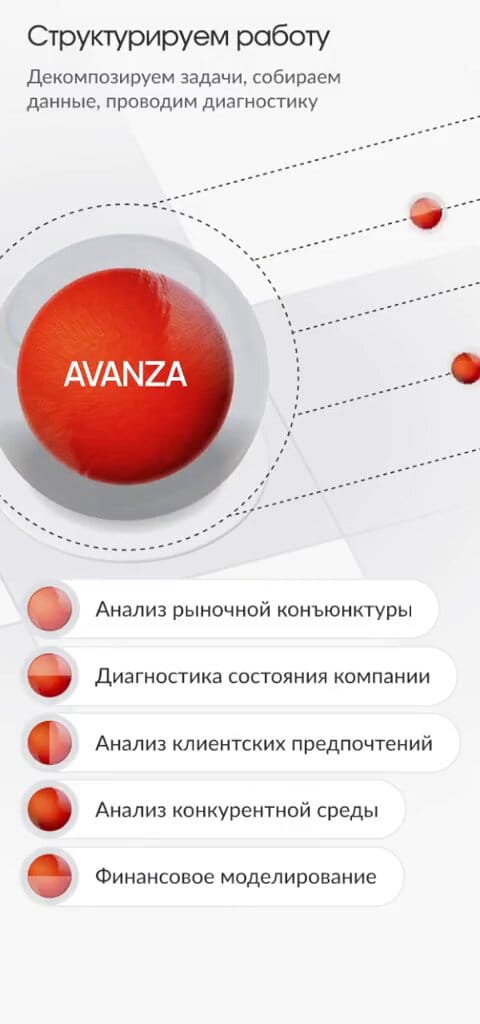 Структурируем работу
Декомпозируем задачи, собираем
данные, проводим диагностику
AVANZA
Анализ рыночной конъюнктуры
Диагностика состояния компании
Анализ клиентских предпочтений
Анализ конкурентной среды
Финансовое моделирование